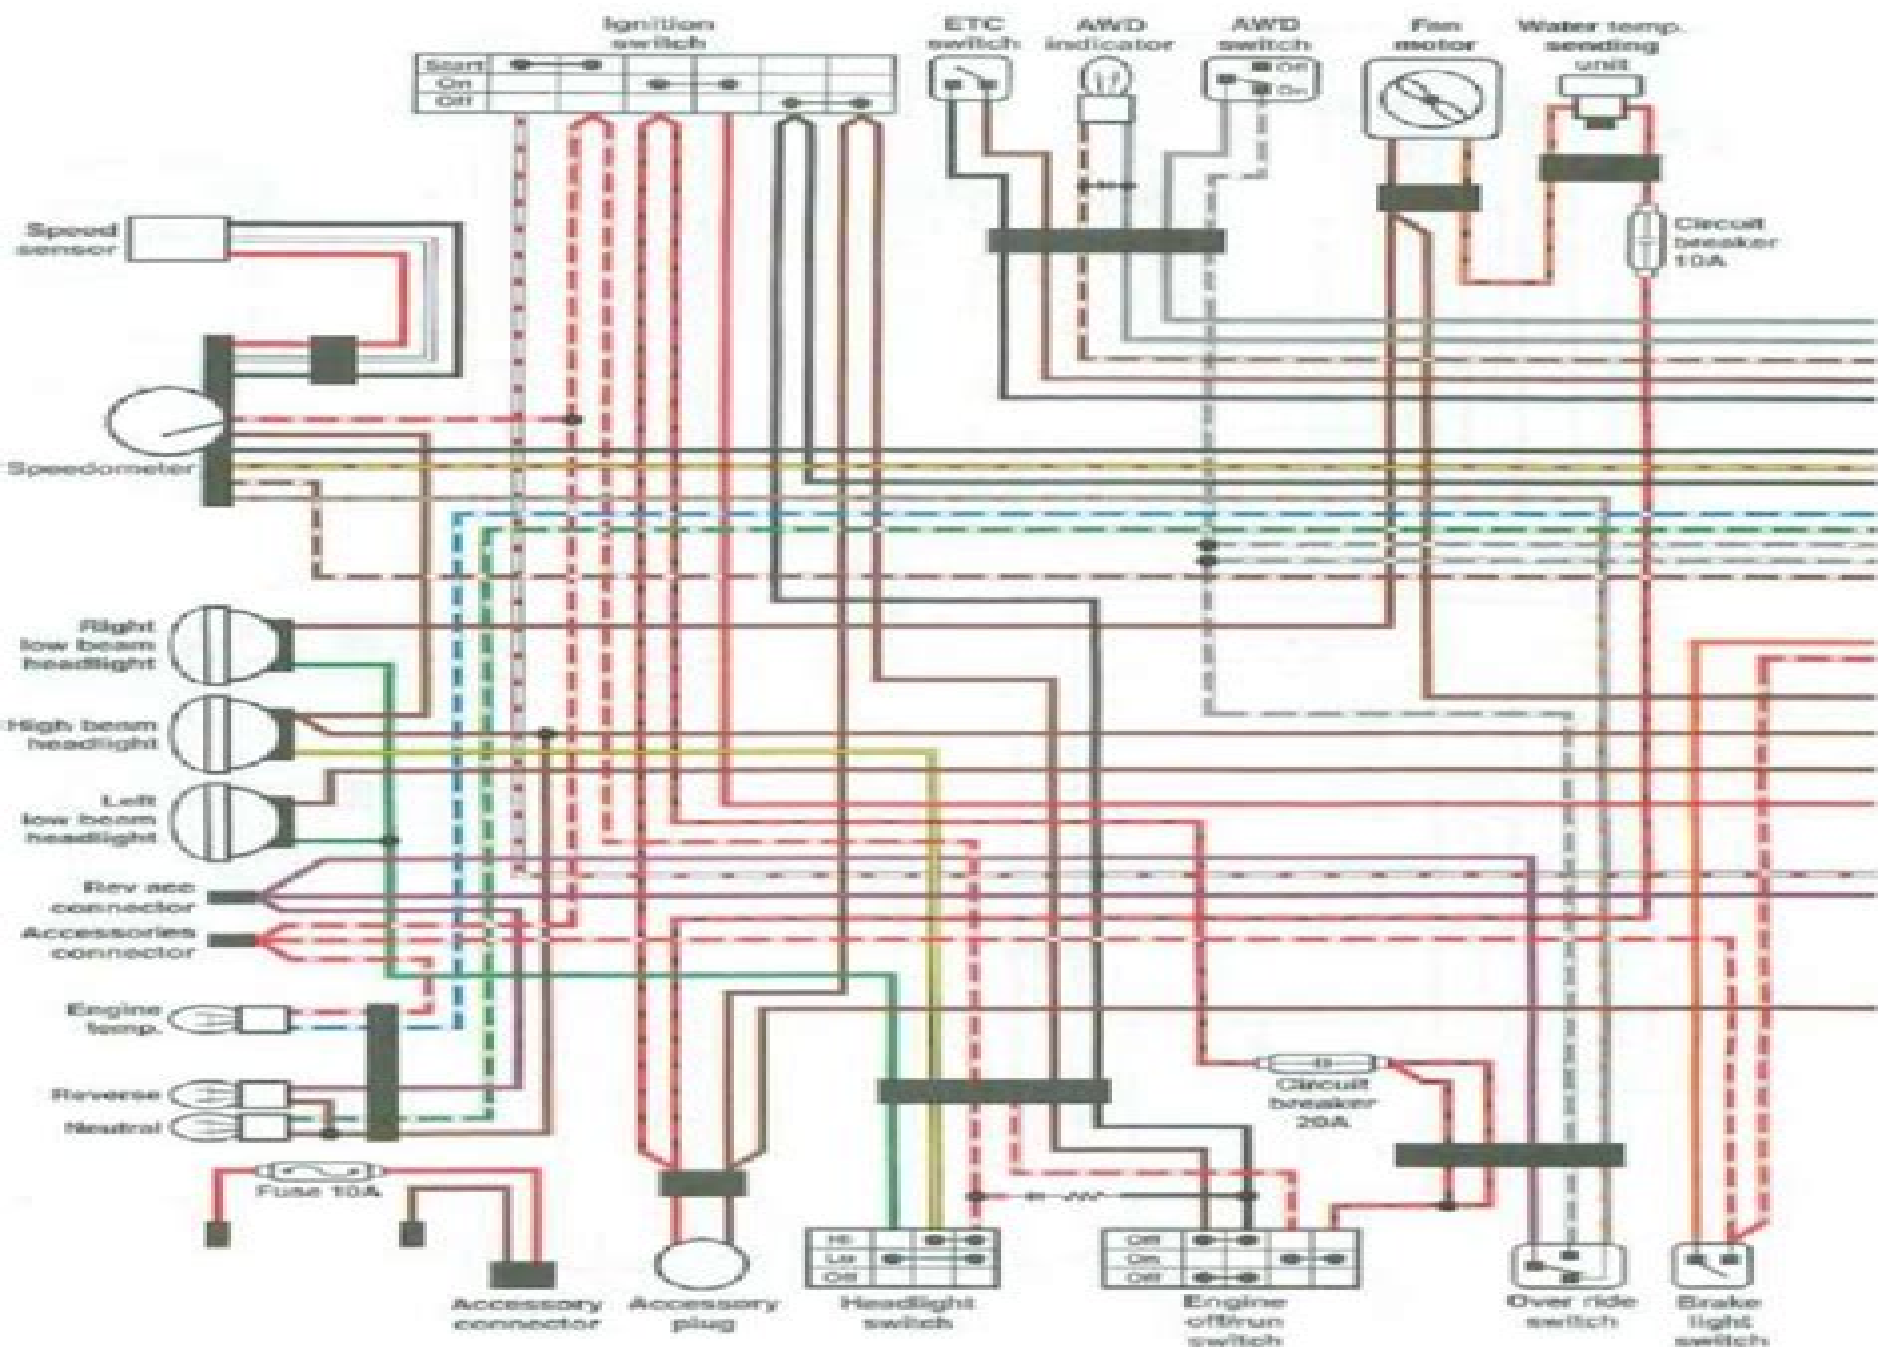 Ignition
switch
Start
On
Off
ETC
switch
AWD
indicator
AWD
switch
Off
On
Fan
motor
Water temp.
sending
unit
Circuit
breaker
10A
Speed
sensor
Speedometer
Right
low beam
headlight
High beam
headlight
Left
low beam
headlight
Rev acc
connector
Accessories
connector
Engine
temp.
Reverse
Neutral
Fuse 10A
Circuit
breaker
20A
Accessory
connector
Accessory
plug
Hi
Lo
Off
Headlight
switch
Off
On
Off
Engine
off/run
switch
Over ride
switch
Brake
light
switch